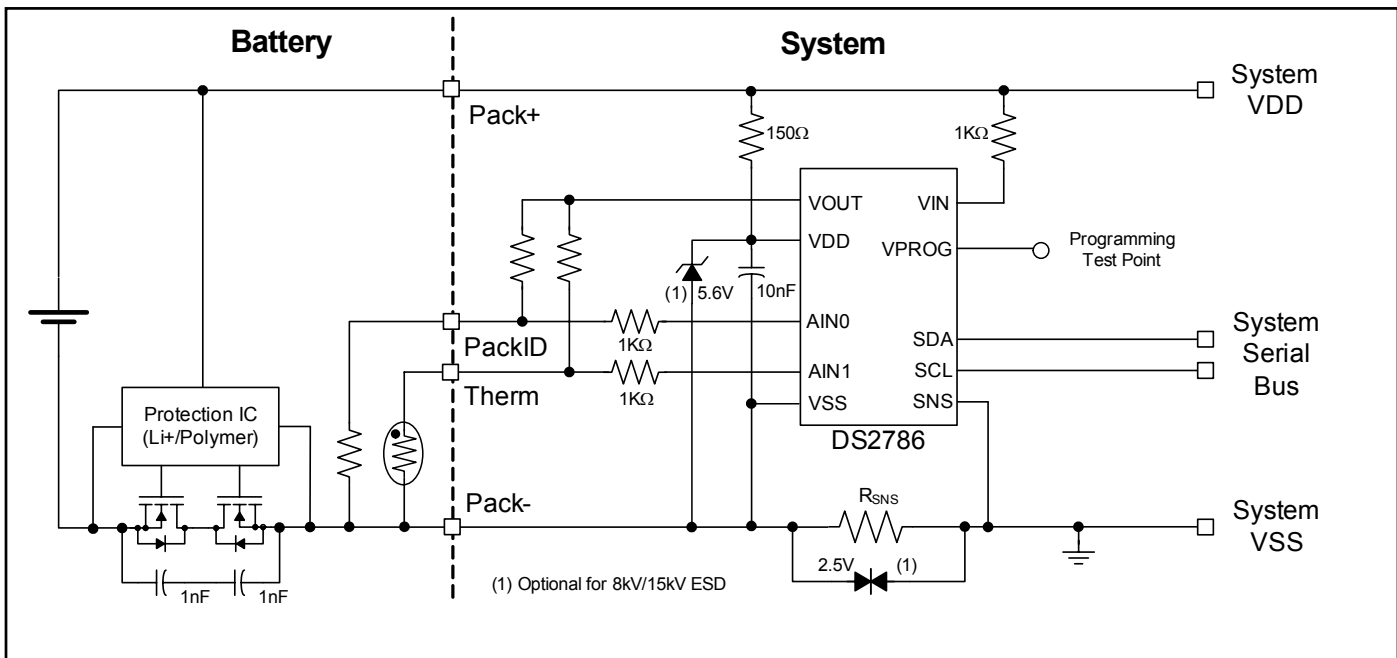 Battery
System
System
VDD
Pack+
150Ω
1KΩ
VOUT
VIN
VDD
VPROG
Programming
Test Point
(1)
5.6V
10nF
AIN0
PackID
1KΩ
SDA
System
Serial
Bus
AIN1
SCL
Therm
1KΩ
VSS
SNS
Protection IC
(Li+/Polymer)
DS2786
Pack-
RSNS
System
VSS
2.5V
(1)
1nF
1nF
(1) Optional for 8kV/15kV ESD